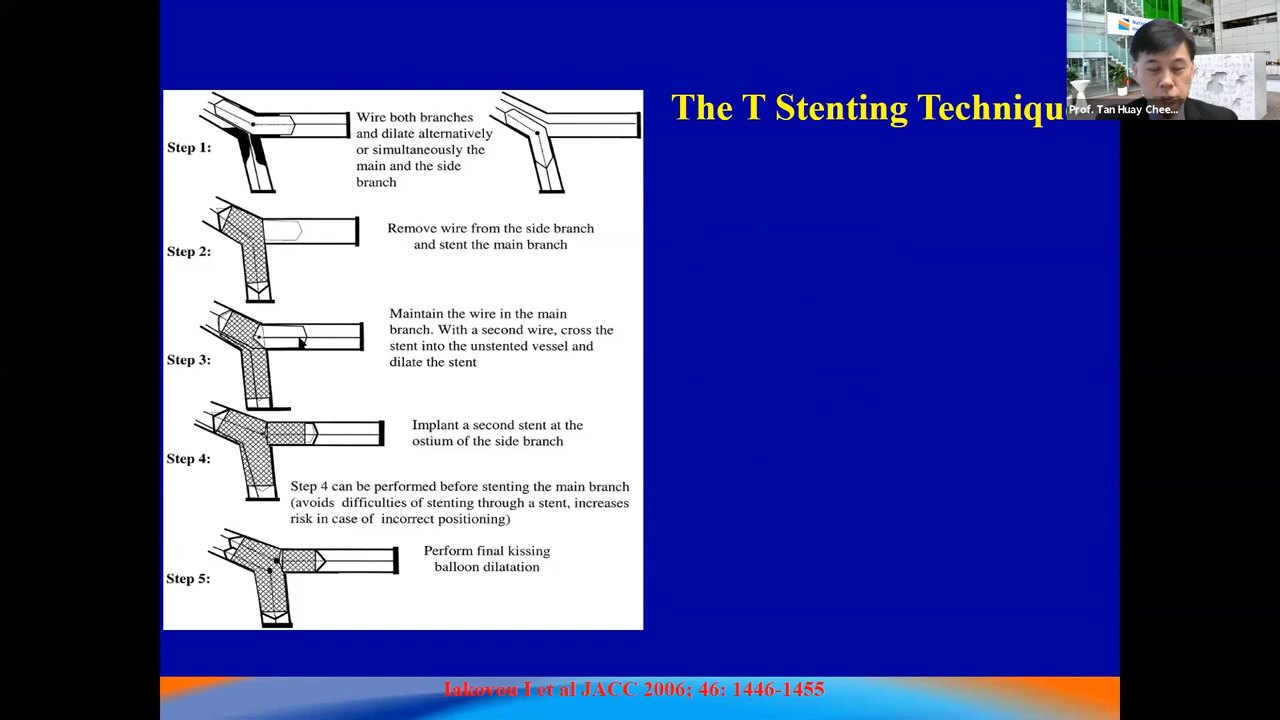 The T Stenting Techniqu
Prof. Tan Huay Chee...
Step 1:
Wire both branches
and dilate alternatively
or simultaneously the
main and the side
branch
Step 2:
Remove wire from the side branch
and stent the main branch
Step 3:
Maintain the wire in the main
branch. With a second wire, cross the
stent into the unstented vessel and
dilate the stent
Step 4:
Implant a second stent at the
ostium of the side branch
Step 4 can be performed before stenting the main branch
(avoids difficulties of stenting through a stent, increases
risk in case of incorrect positioning)
Step 5:
Perform final kissing
balloon dilatation
Iakovou I et al JACC 2006; 46: 1446-1455